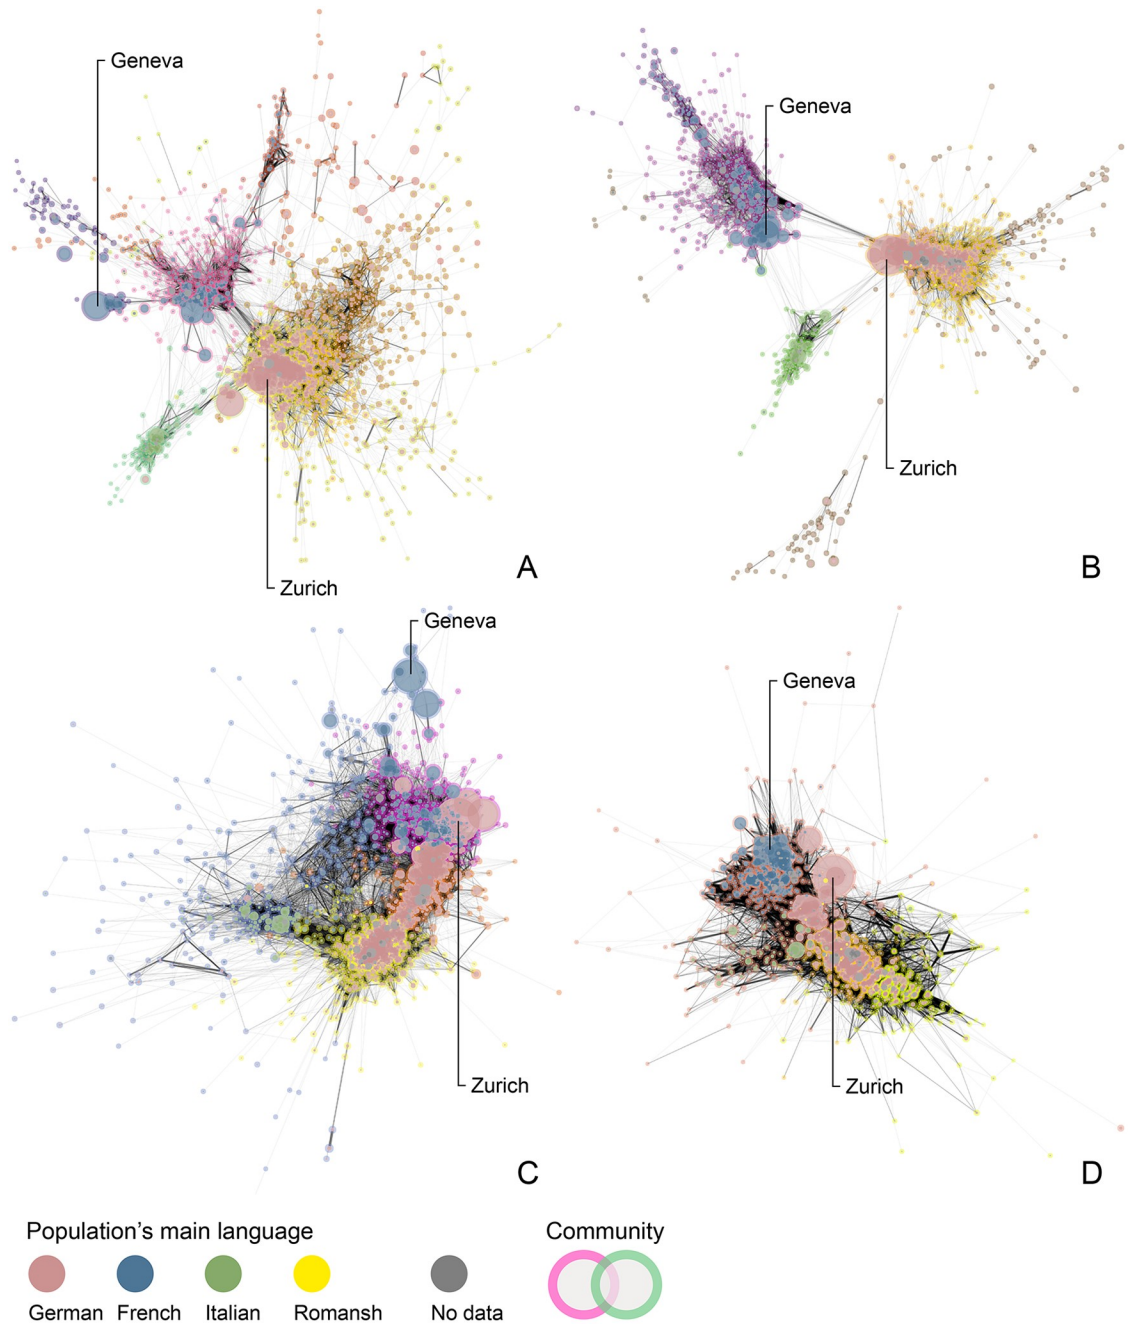 Geneva
Zurich
A
Geneva
Zurich
B
Geneva
Zurich
C
Geneva
Zurich
D
Population’s main language
German French Italian Romansh No data
Community